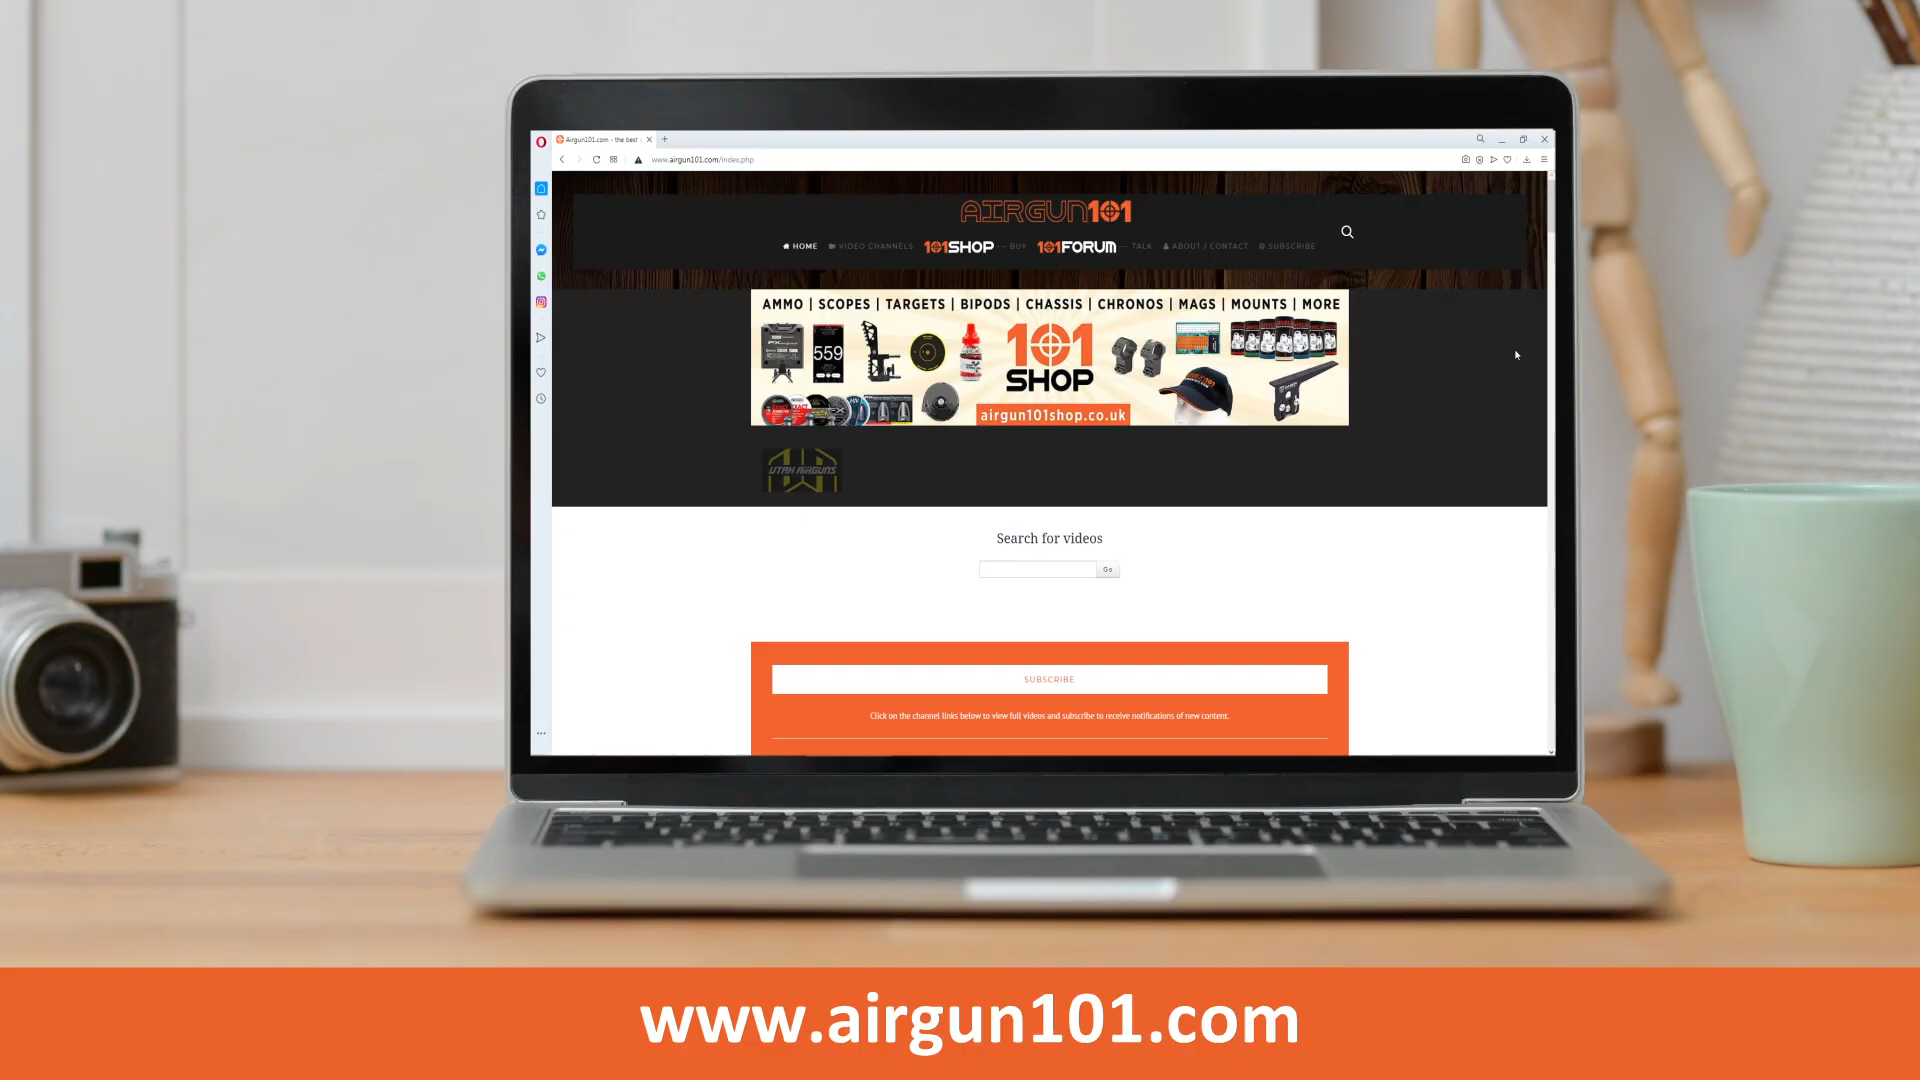 Airgun101.com - the best
www.airgun101.com/index.php
AIRGUN101
HOME VIDEO CHANNELS 101SHOP --- BUY 101FORUM --- TALK ABOUT / CONTACT SUBSCRIBE
AMMO | SCOPES | TARGETS | BIPODS | CHASSIS | CHRONOS | MAGS | MOUNTS | MORE
559
101
SHOP
airgun101shop.co.uk
UTAH AIRGUNS
Search for videos
Go
SUBSCRIBE
Click on the channel links below to view full videos and subscribe to receive notifications of new content.
www.airgun101.com